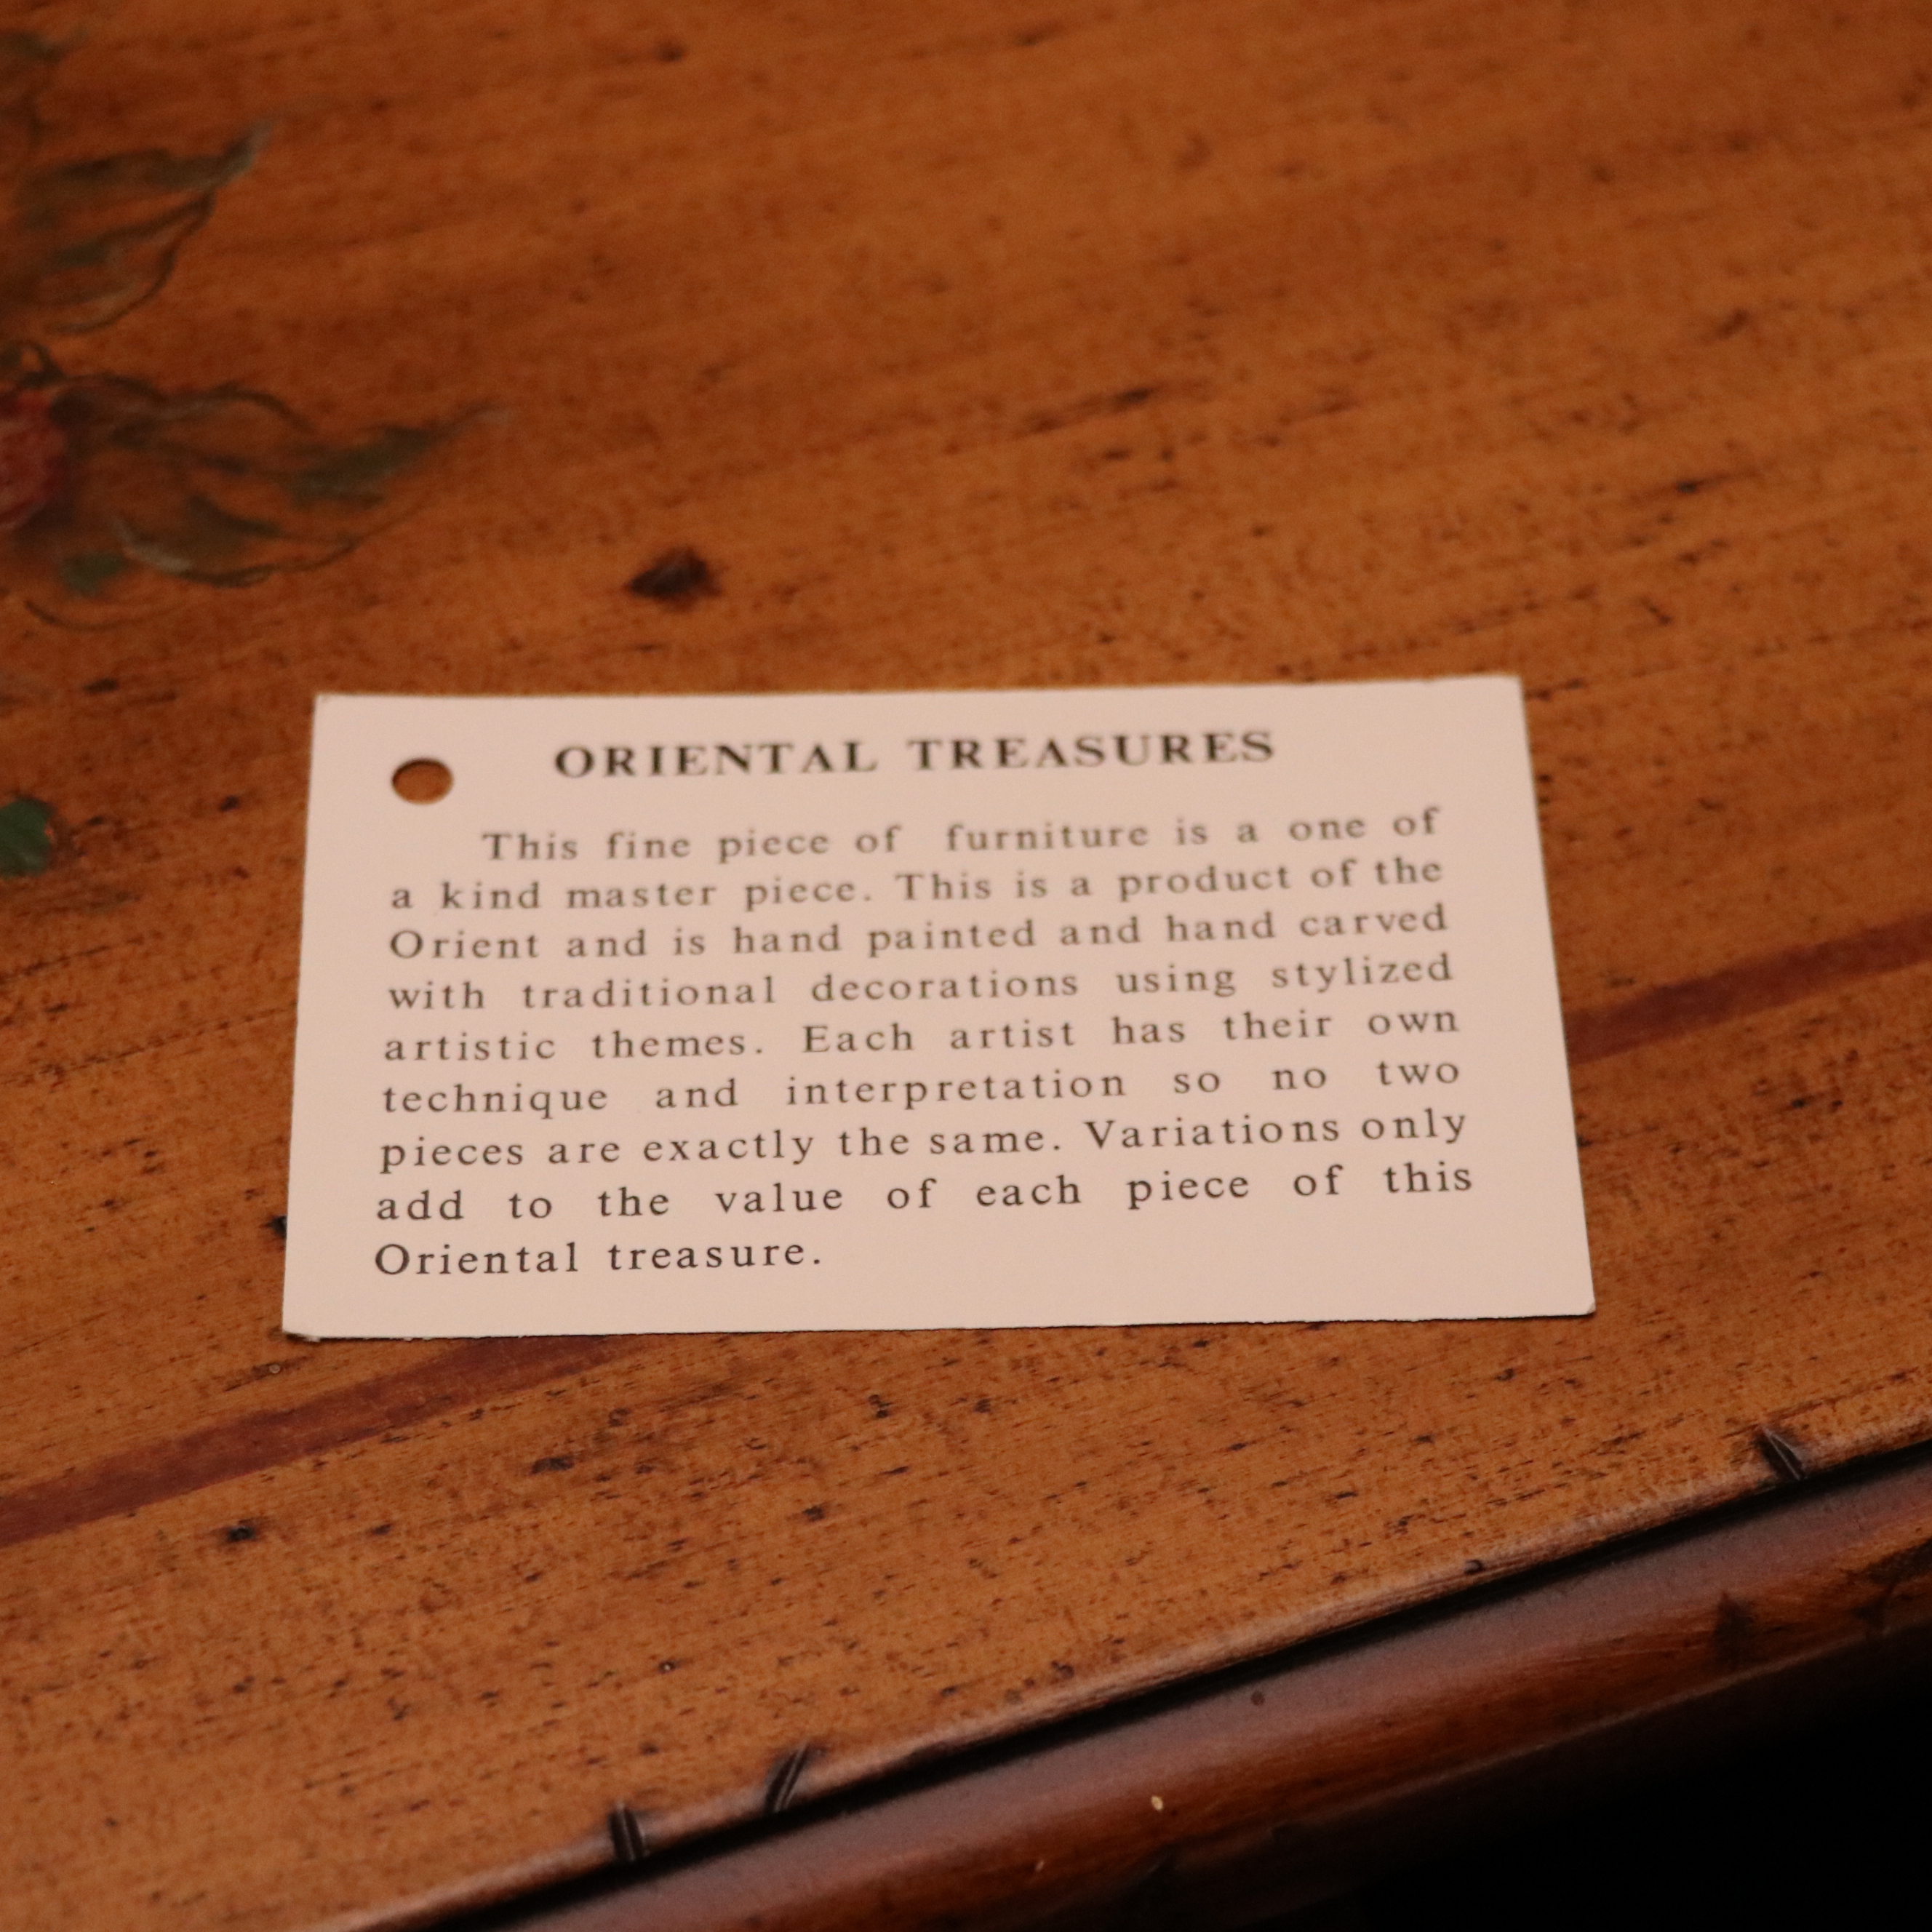 ORIENTAL TREASURES
This fine piece of furniture is a one of
a kind master piece. This is a product of the
Orient and is hand painted and hand carved
with traditional decorations using stylized
artistic themes. Each artist has their own
technique and interpretation so no two
pieces are exactly the same. Variations only
add to the value of each piece of this
Oriental treasure.